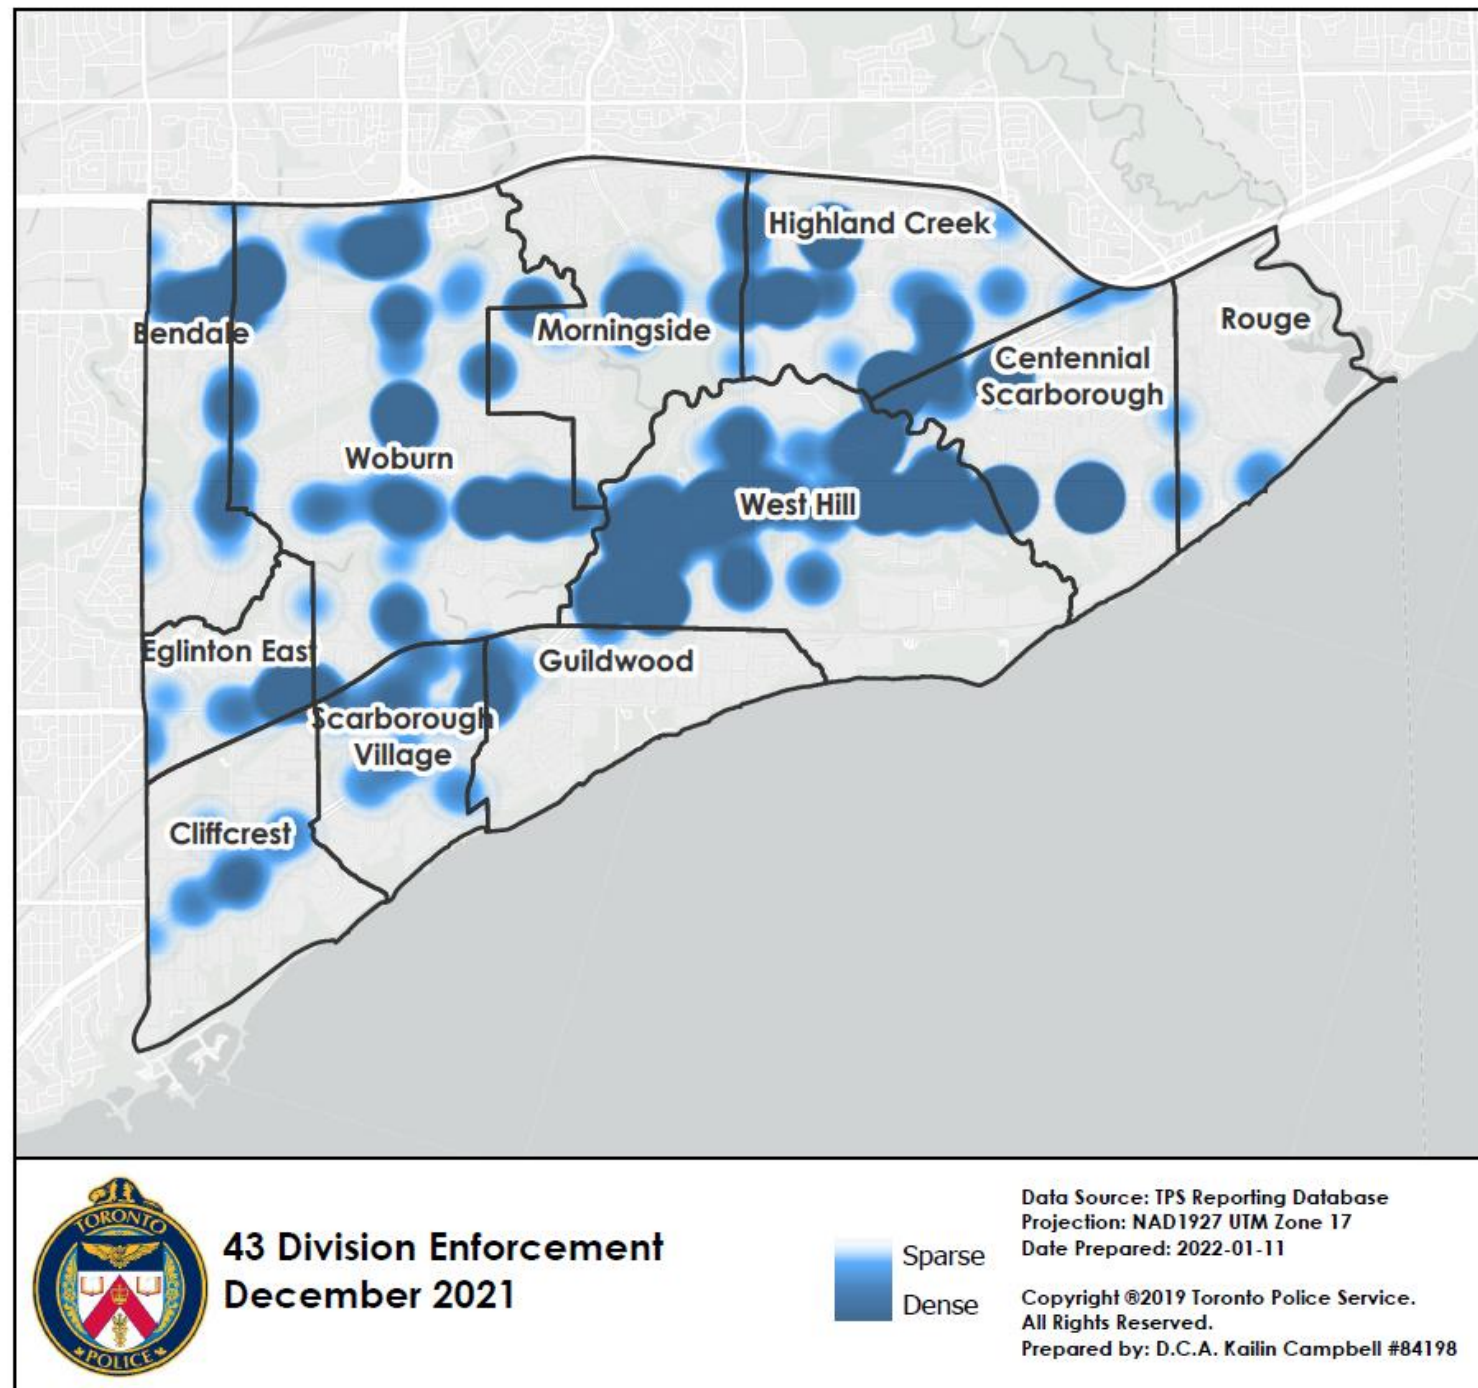 Highland Creek
Rouge
Bendale
Morningside
Centennial
Scarborough
Woburn
West Hill
Eglinton East
Guildwood
Scarborough
Village
Cliffcrest
TORONTO
POLICE
43 Division Enforcement
December 2021
Sparse
Dense
Data Source: TPS Reporting Database
Projection: NAD1927 UTM Zone 17
Date Prepared: 2022-01-11
Copyright ®2019 Toronto Police Service.
All Rights Reserved.
Prepared by: D.C.A. Kailin Campbell #84198